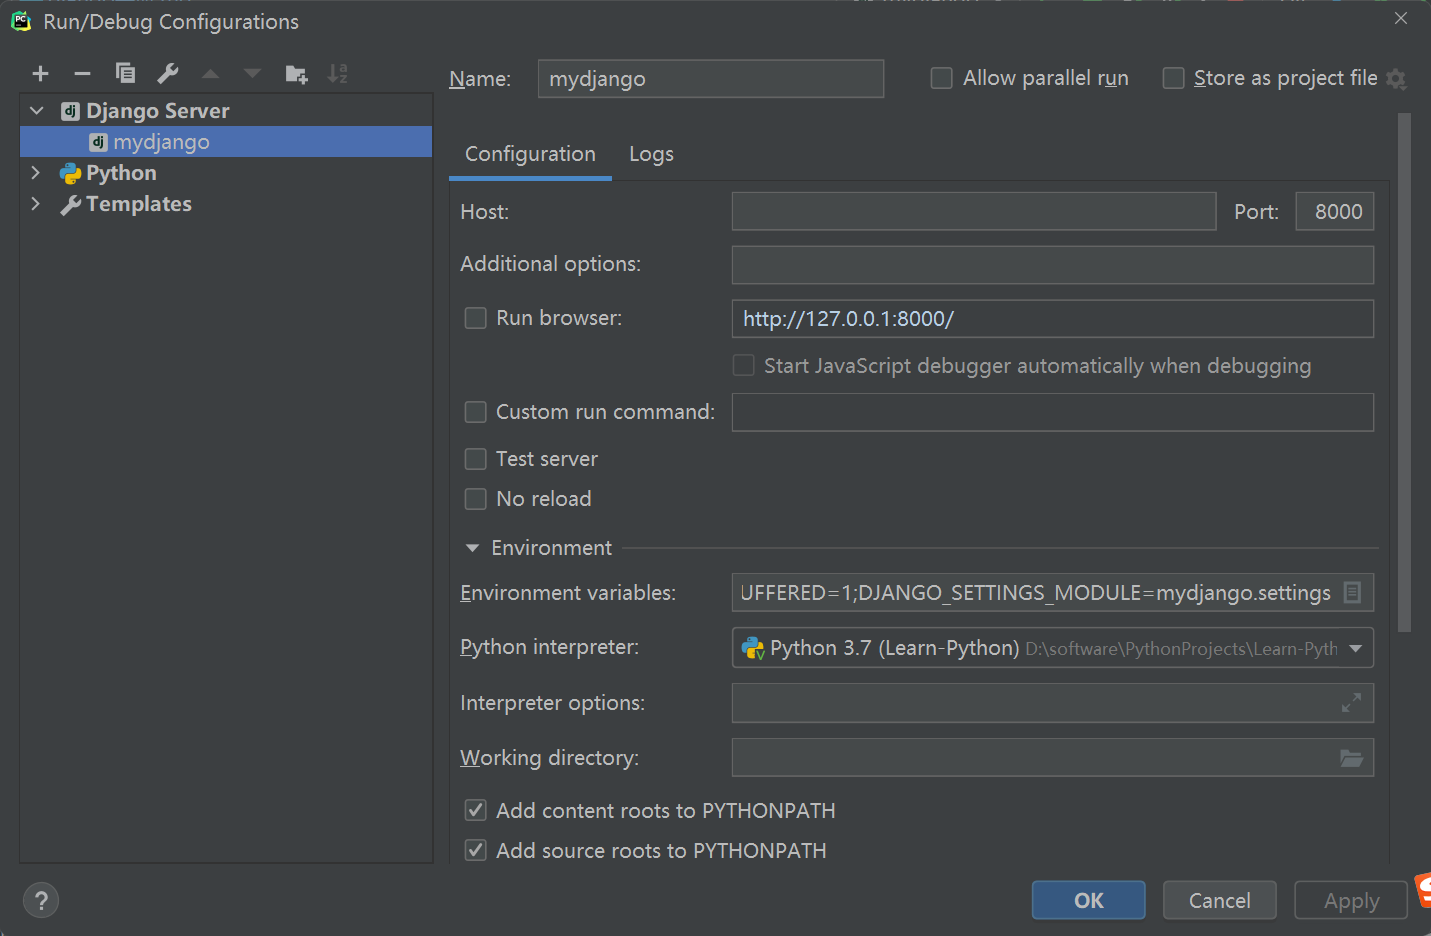 Run/Debug Configurations
Name: mydjango Allow parallel run Store as project file
Django Server
mydjango
Python
Templates
Configuration Logs
Host: Port: 8000
Additional options:
Run browser: http://127.0.0.1:8000/
Start JavaScript debugger automatically when debugging
Custom run command:
Test server
No reload
Environment
Environment variables: UFFERED=1;DJANGO_SETTINGS_MODULE=mydjango.settings
Python interpreter: Python 3.7 (Learn-Python) D:\software\PythonProjects\Learn-Pyth
Interpreter options:
Working directory:
Add content roots to PYTHONPATH
Add source roots to PYTHONPATH
? OK Cancel Apply